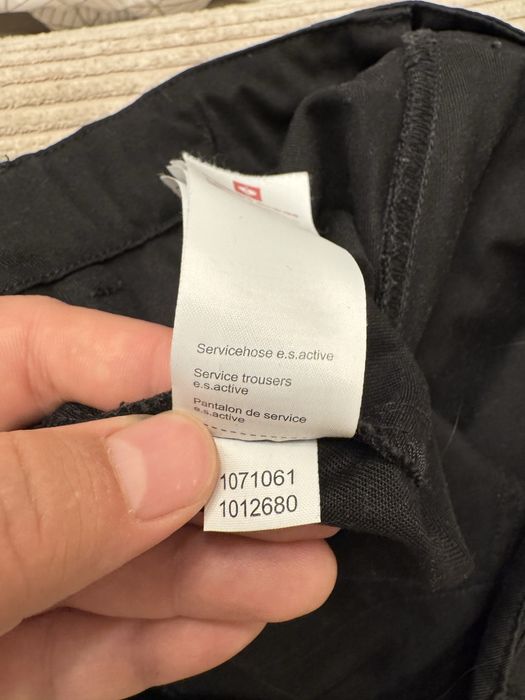 Servicehose e.s.active
Service trousers
e.s.active
Pantalon de service
e.s.active
1071061
1012680